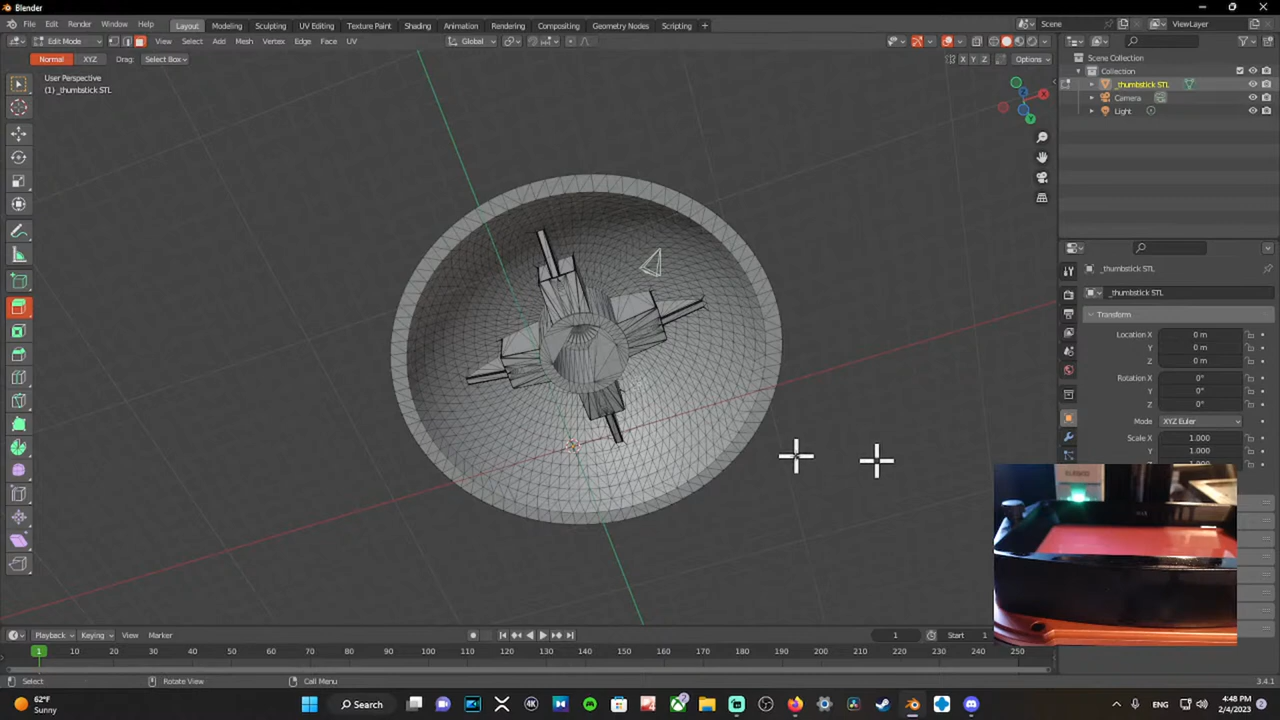 Blender
File Edit Render Window Help Layout Modeling Sculpting UV Editing Texture Paint Shading Animation Rendering Compositing Geometry Nodes Scripting + Scene ViewLayer
Edit Mode View Select Add Mesh Vertex Edge Face UV Global
Normal XYZ Drag: Select Box X Y Z Options
User Perspective
(1) _thumbstick STL
Scene Collection
Collection
_thumbstick STL
Camera
Light
_thumbstick STL
_thumbstick STL
Transform
Location X 0 m
Y 0 m
Z 0 m
Rotation X 0°
Y 0°
Z 0°
Mode XYZ Euler
Scale X 1.000
Y 1.000
Playback Keying View Marker 1 Start 1
1 10 20 30 40 50 60 70 80 90 100 110 120 130 140 150 160 170 180 190 200 210 220 230 240 250
Select Rotate View Call Menu 3.4.1
62°F
Sunny
Search
ENG
4:48 PM
2/4/2023